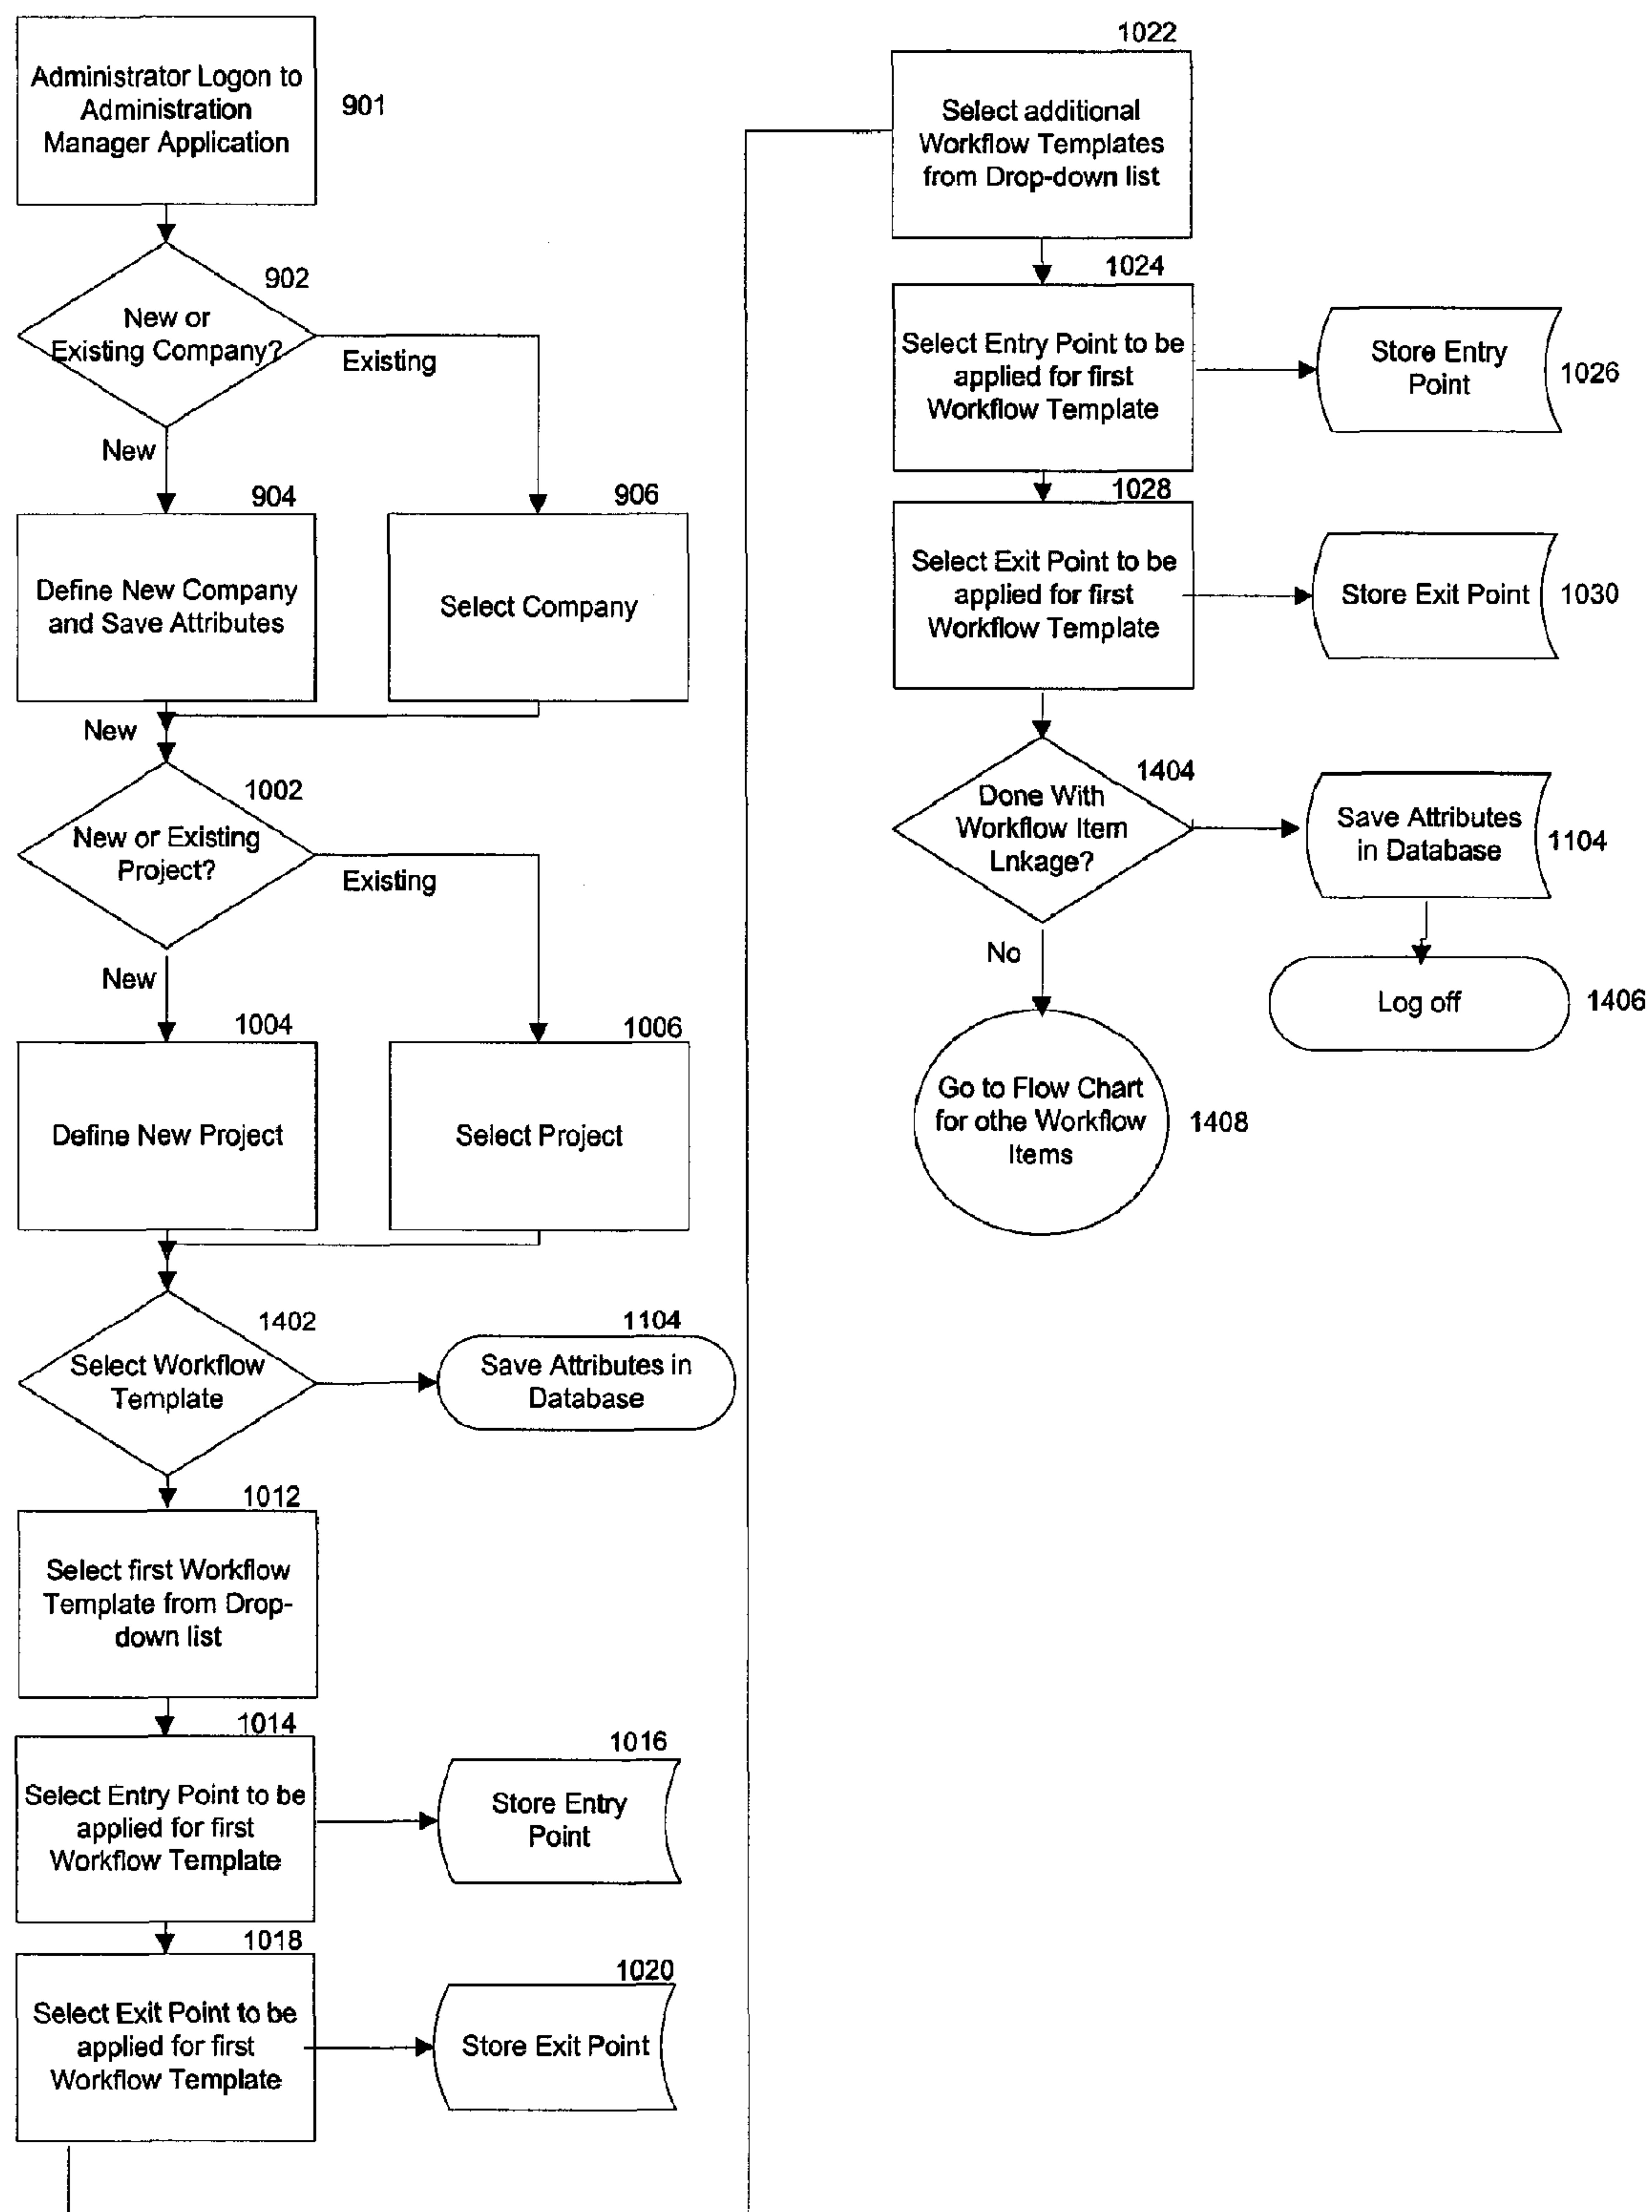 Administrator Logon to
Administration
Manager Application
901
902
New or
Existing Company?
Existing
New
904
Define New Company
and Save Attributes
906
Select Company
New
1002
New or Existing
Project?
Existing
New
1004
Define New Project
1006
Select Project
1402
Select Workflow
Template
1104
Save Attributes in
Database
1012
Select first Workflow
Template from Drop-
down list
1014
Select Entry Point to be
applied for first
Workflow Template
1016
Store Entry
Point
1018
Select Exit Point to be
applied for first
Workflow Template
1020
Store Exit Point
1022
Select additional
Workflow Templates
from Drop-down list
1024
Select Entry Point to be
applied for first
Workflow Template
Store Entry
Point
1026
1028
Select Exit Point to be
applied for first
Workflow Template
Store Exit Point
1030
1404
Done With
Workflow Item
Lnkage?
Save Attributes
in Database
1104
No
Log off
1406
Go to Flow Chart
for othe Workflow
Items
1408